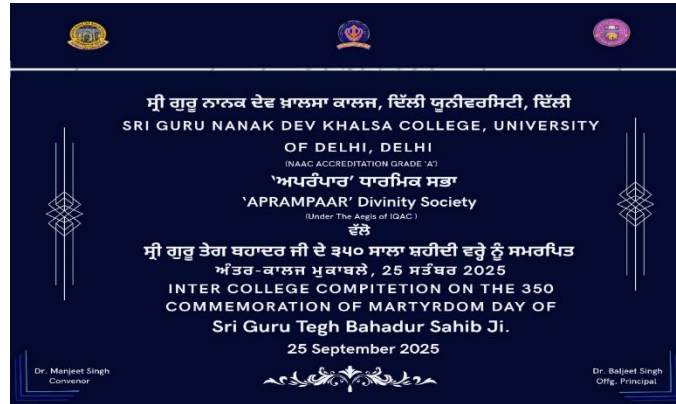 ਸ੍ਰੀ ਗੁਰੂ ਨਾਨਕ ਦੇਵ ਖ਼ਾਲਸਾ ਕਾਲਜ, ਦਿੱਲੀ ਯੂਨੀਵਰਸਿਟੀ, ਦਿੱਲੀ
SRI GURU NANAK DEV KHALSA COLLEGE, UNIVERSITY
OF DELHI, DELHI
(NAAC ACCREDITATION GRADE 'A')
'ਅਪਰੰਪਾਰ' ਧਾਰਮਿਕ ਸਭਾ
'APRAMPAAR' Divinity Society
(Under The Aegis of IQAC )
ਵੱਲੋਂ
ਸ੍ਰੀ ਗੁਰੂ ਤੇਗ ਬਹਾਦਰ ਜੀ ਦੇ ੩੫੦ ਸਾਲਾ ਸ਼ਹੀਦੀ ਵਰ੍ਹੇ ਨੂੰ ਸਮਰਪਿਤ
ਅੰਤਰ-ਕਾਲਜ ਮੁਕਾਬਲੇ, 25 ਸਤੰਬਰ 2025
INTER COLLEGE COMPITETION ON THE 350
COMMEMORATION OF MARTYRDOM DAY OF
Sri Guru Tegh Bahadur Sahib Ji.
25 September 2025
Dr. Manjeet Singh
Convenor
Dr. Baljeet Singh
Offg. Principal